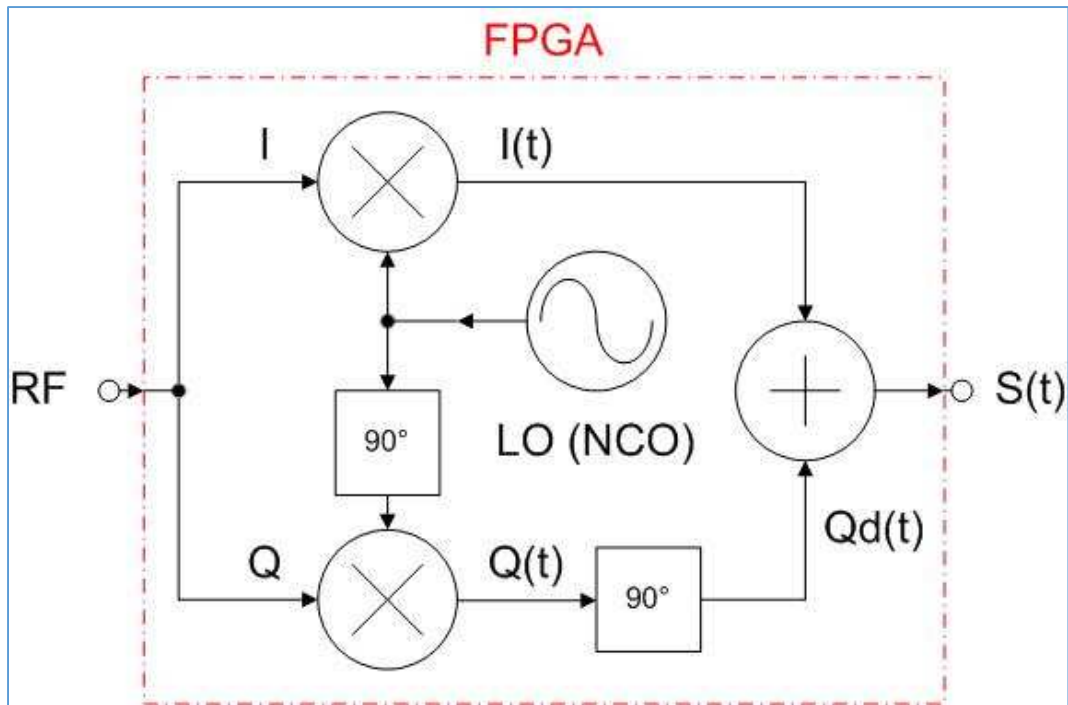 FPGA
I
I(t)
RF
90°
LO (NCO)
S(t)
Q
Q(t)
90°
Qd(t)